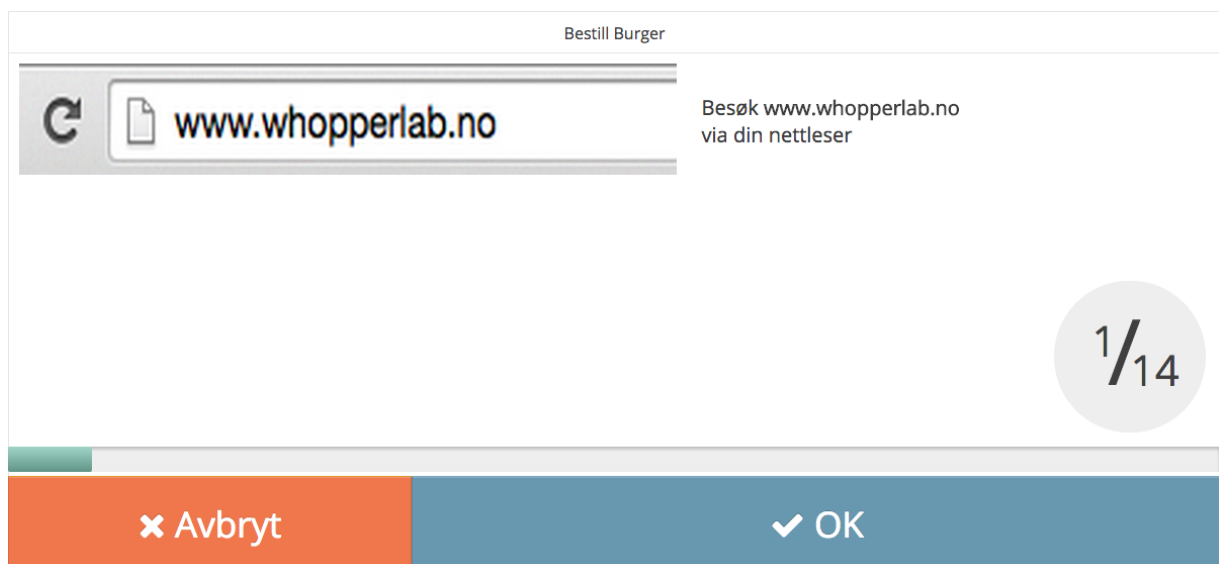 Bestill Burger
www.whopperlab.no
Besøk www.whopperlab.no
via din nettleser
1/14
Avbryt
OK